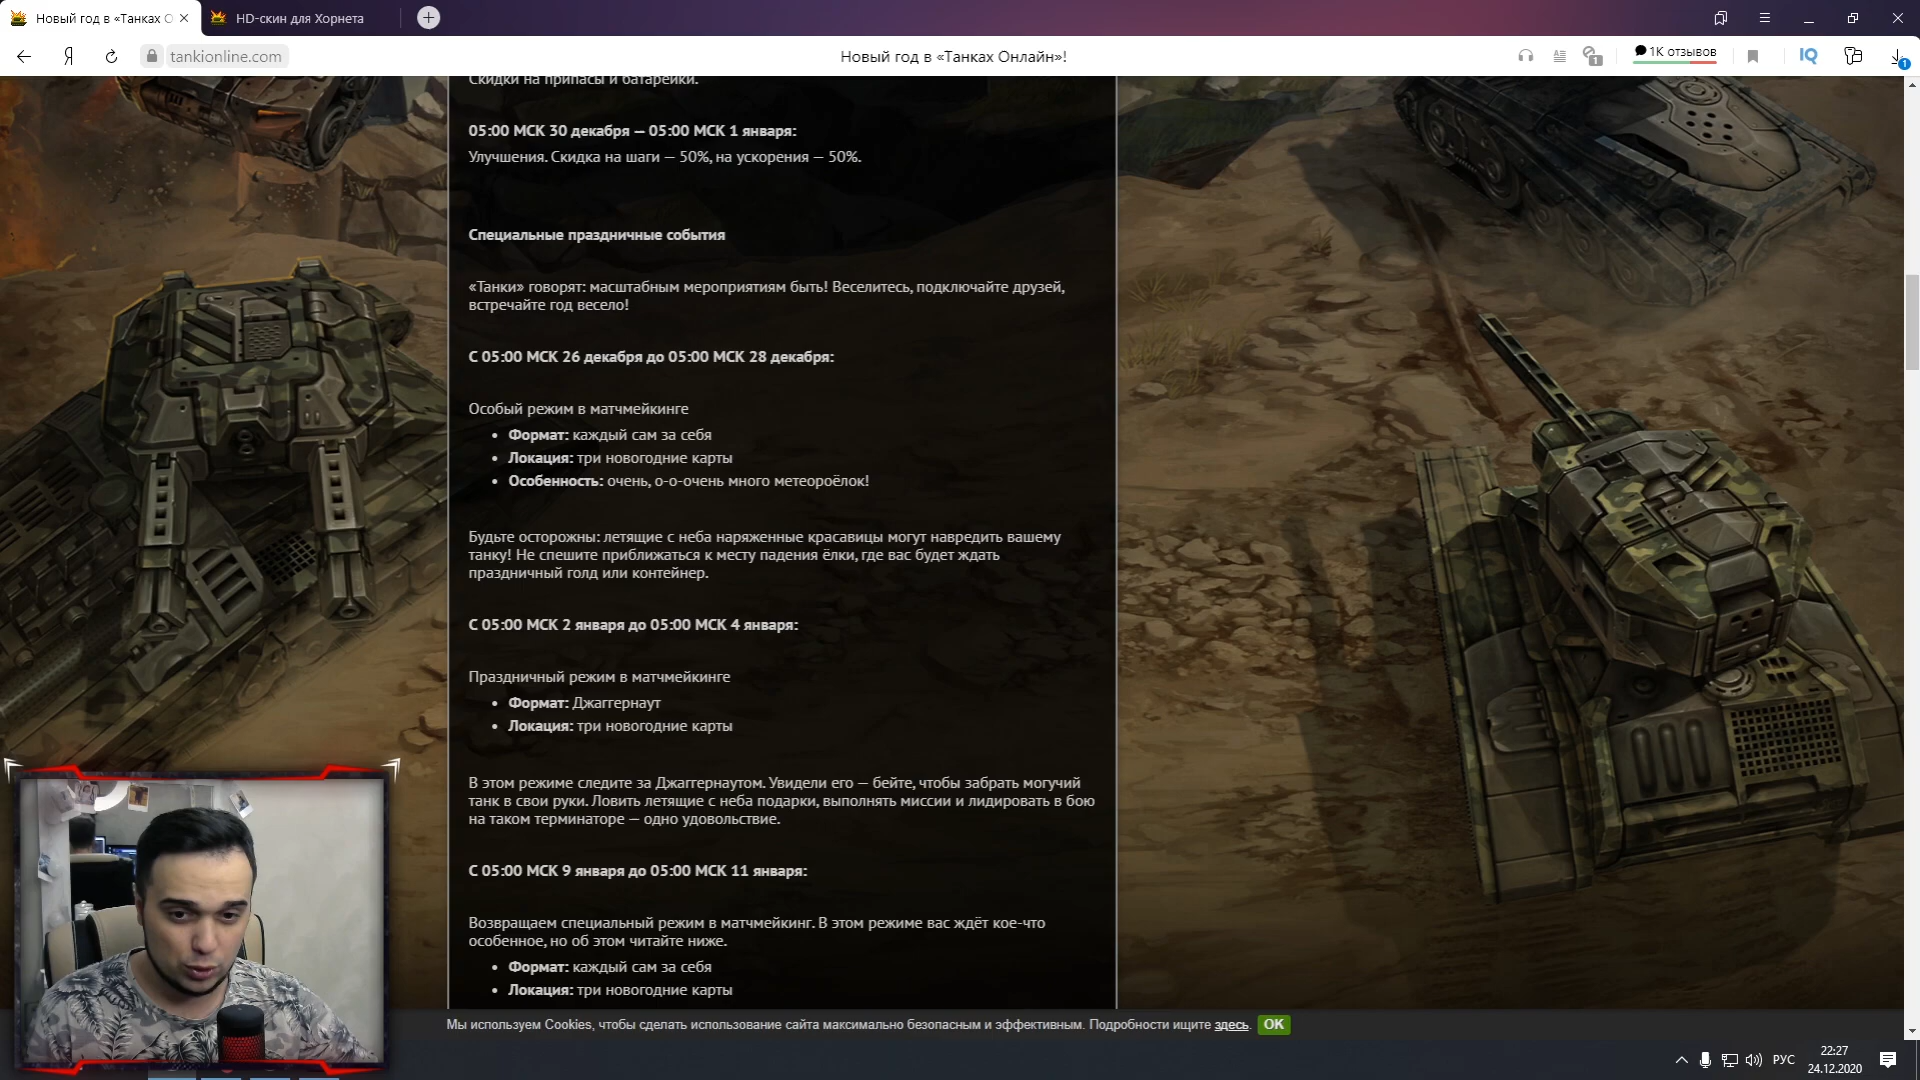 Новый год в «Танках О
HD-скин для Хорнета
tankionline.com
Новый год в «Танках Онлайн»!
1К отзывов
1
IQ
1
Скидки на припасы и батарейки.
05:00 МСК 30 декабря — 05:00 МСК 1 января:
Улучшения. Скидка на шаги — 50%, на ускорения — 50%.
Специальные праздничные события
«Танки» говорят: масштабным мероприятиям быть! Веселитесь, подключайте друзей,
встречайте год весело!
С 05:00 МСК 26 декабря до 05:00 МСК 28 декабря:
Особый режим в матчмейкинге
Формат: каждый сам за себя
Локация: три новогодние карты
Особенность: очень, о-о-очень много метеороёлок!
Будьте осторожны: летящие с неба наряженные красавицы могут навредить вашему
танку! Не спешите приближаться к месту падения ёлки, где вас будет ждать
праздничный голд или контейнер.
С 05:00 МСК 2 января до 05:00 МСК 4 января:
Праздничный режим в матчмейкинге
Формат: Джаггернаут
Локация: три новогодние карты
В этом режиме следите за Джаггернаутом. Увидели его — бейте, чтобы забрать могучий
танк в свои руки. Ловить летящие с неба подарки, выполнять миссии и лидировать в бою
на таком терминаторе — одно удовольствие.
С 05:00 МСК 9 января до 05:00 МСК 11 января:
Возвращаем специальный режим в матчмейкинг. В этом режиме вас ждёт кое-что
особенное, но об этом читайте ниже.
Формат: каждый сам за себя
Локация: три новогодние карты
Мы используем Cookies, чтобы сделать использование сайта максимально безопасным и эффективным. Подробности ищите здесь. OK
РУС
22:27
24.12.2020